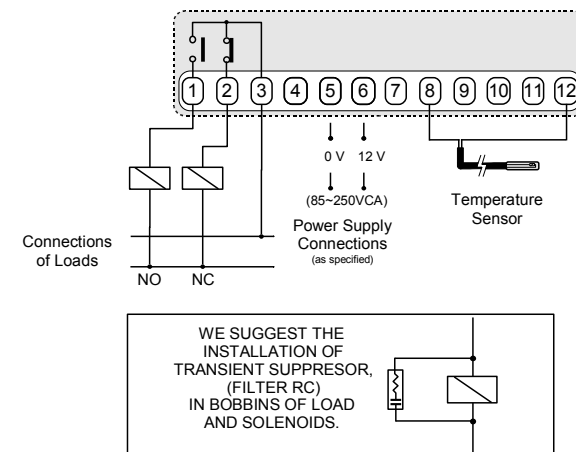 1 2 3 4 5 6 7 8 9 10 11 12
0 V 12 V
(85~250VCA)
Power Supply
Connections
(as specified)
Temperature
Sensor
Connections
of Loads
NO NC
WE SUGGEST THE
INSTALLATION OF
TRANSIENT SUPPRESOR,
(FILTER RC)
IN BOBBINS OF LOAD
AND SOLENOIDS.